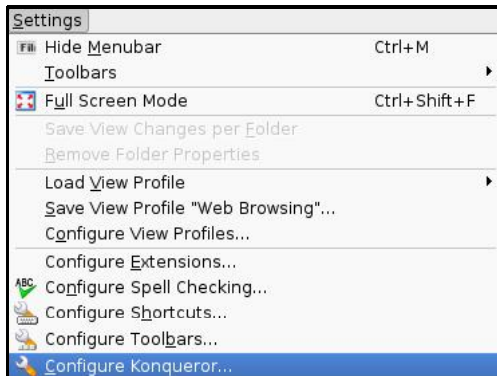 Settings
Hide Menubar Ctrl+M
Toolbars
Full Screen Mode Ctrl+Shift+F
Save View Changes per Folder
Remove Folder Properties
Load View Profile
Save View Profile "Web Browsing"...
Configure View Profiles...
Configure Extensions...
ABC Configure Spell Checking...
Configure Shortcuts...
Configure Toolbars...
Configure Konqueror...